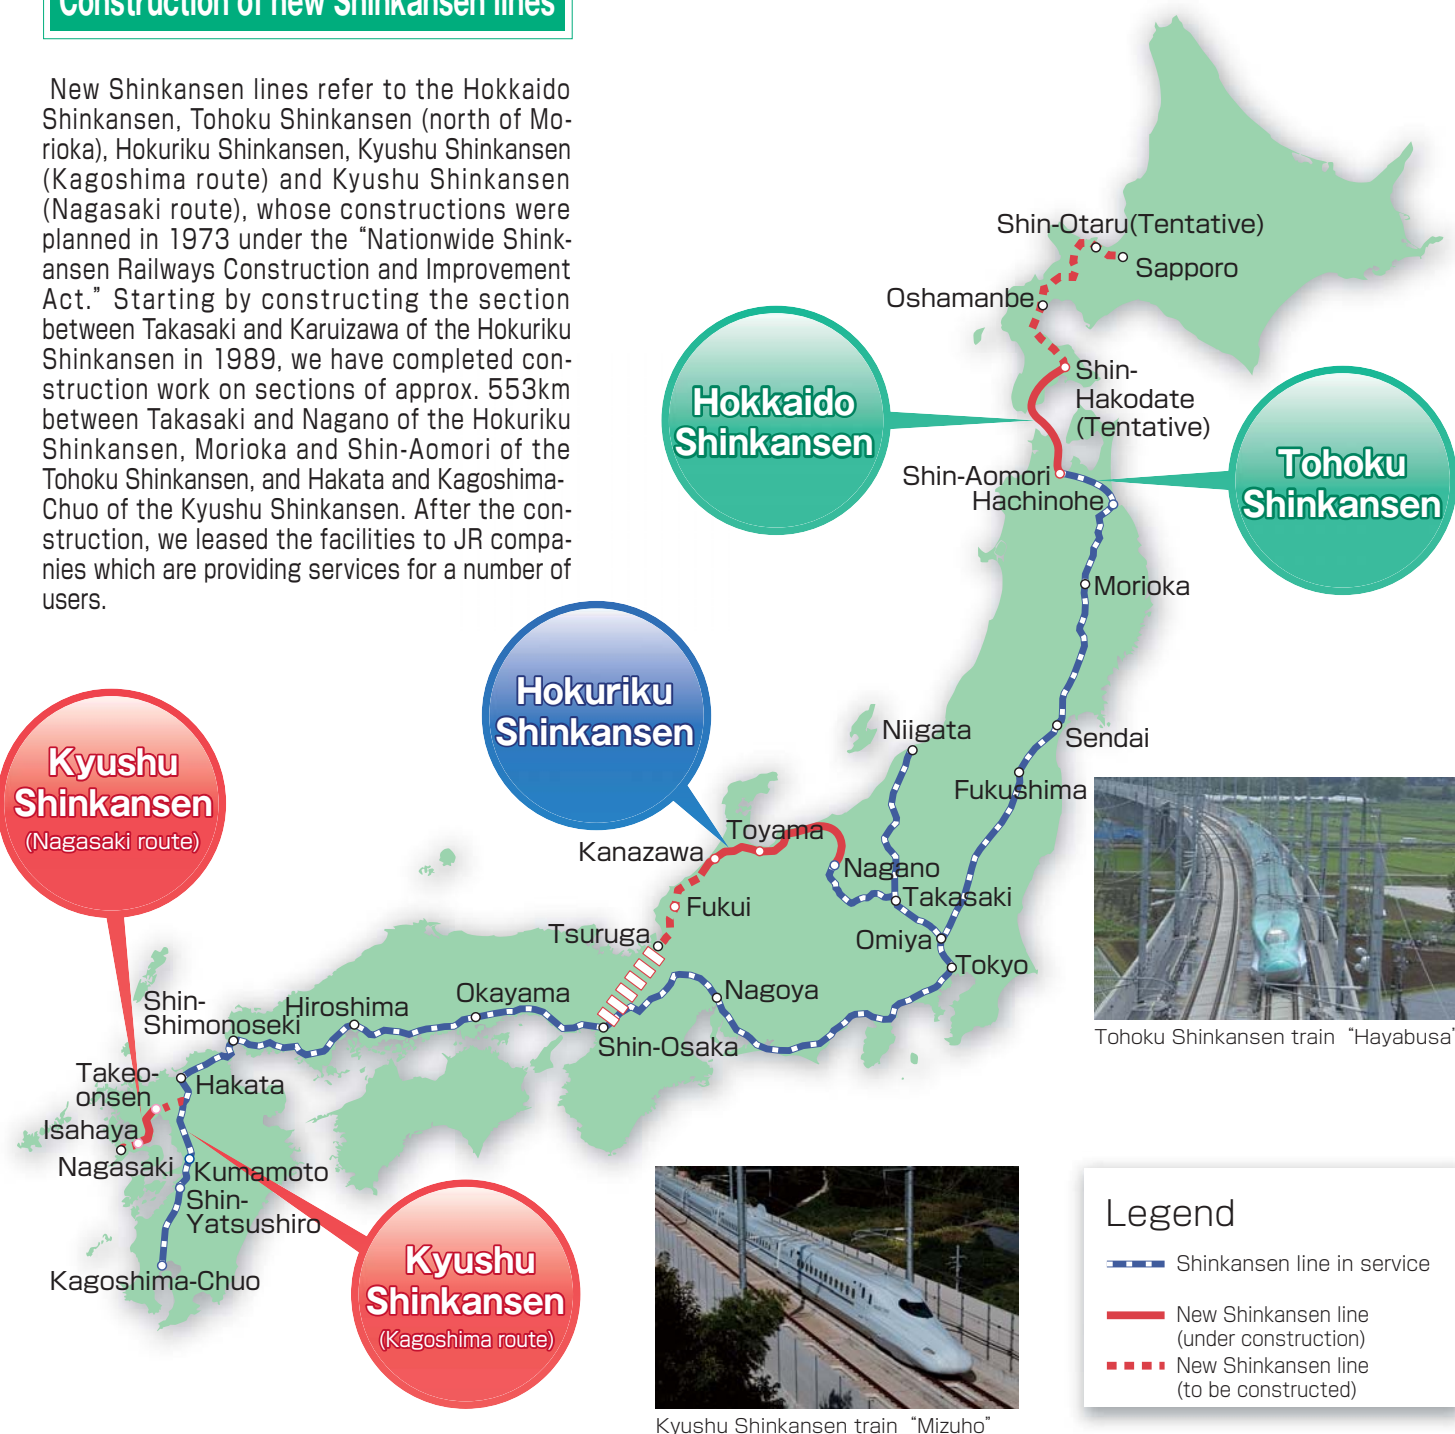 Construction of new Shinkansen lines
New Shinkansen lines refer to the Hokkaido
Shinkansen, Tohoku Shinkansen (north of Mo-
rioka), Hokuriku Shinkansen, Kyushu Shinkansen
(Kagoshima route) and Kyushu Shinkansen
(Nagasaki route), whose constructions were
planned in 1973 under the “Nationwide Shink-
ansen Railways Construction and Improvement
Act.” Starting by constructing the section
between Takasaki and Karuizawa of the Hokuriku
Shinkansen in 1989, we have completed con-
struction work on sections of approx. 553km
between Takasaki and Nagano of the Hokuriku
Shinkansen, Morioka and Shin-Aomori of the
Tohoku Shinkansen, and Hakata and Kagoshima-
Chuo of the Kyushu Shinkansen. After the con-
struction, we leased the facilities to JR compa-
nies which are providing services for a number of
users.
Shin-Otaru(Tentative)
Sapporo
Oshamanbe
Shin-
Hakodate
(Tentative)
Hokkaido
Shinkansen
Tohoku
Shinkansen
Shin-Aomori
Hachinohe
Morioka
Hokuriku
Shinkansen
Kyushu
Shinkansen
(Nagasaki route)
Niigata
Sendai
Fukushima
Toyama
Kanazawa
Nagano
Takasaki
Fukui
Tsuruga
Omiya
Tokyo
Nagoya
Okayama
Hiroshima
Shin-
Shimonoseki
Shin-Osaka
Tohoku Shinkansen train “Hayabusa”
Takeo-
onsen
Hakata
Isahaya
Nagasaki
Kumamoto
Shin-
Yatsushiro
Kagoshima-Chuo
Kyushu
Shinkansen
(Kagoshima route)
Legend
Shinkansen line in service
New Shinkansen line
(under construction)
New Shinkansen line
(to be constructed)
Kyushu Shinkansen train “Mizuho”